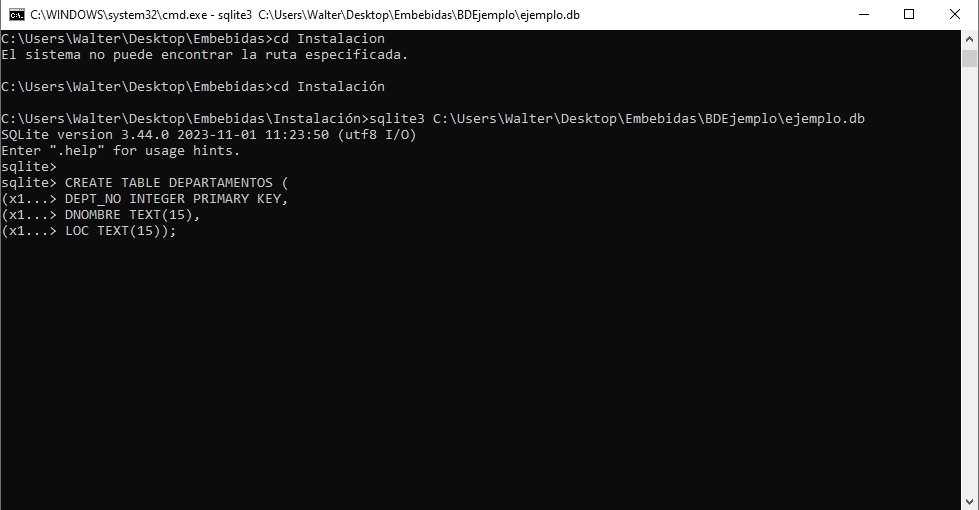 C:\WINDOWS\system32\cmd.exe - sqlite3  C:\Users\Walter\Desktop\Embebidas\BDEjemplo\ejemplo.db
C:\Users\Walter\Desktop\Embebidas>cd Instalacion
El sistema no puede encontrar la ruta especificada.
C:\Users\Walter\Desktop\Embebidas>cd Instalación
C:\Users\Walter\Desktop\Embebidas\Instalación>sqlite3 C:\Users\Walter\Desktop\Embebidas\BDEjemplo\ejemplo.db
SQLite version 3.44.0 2023-11-01 11:23:50 (utf8 I/O)
Enter ".help" for usage hints.
sqlite>
sqlite> CREATE TABLE DEPARTAMENTOS (
(x1...> DEPT_NO INTEGER PRIMARY KEY,
(x1...> DNOMBRE TEXT(15),
(x1...> LOC TEXT(15));